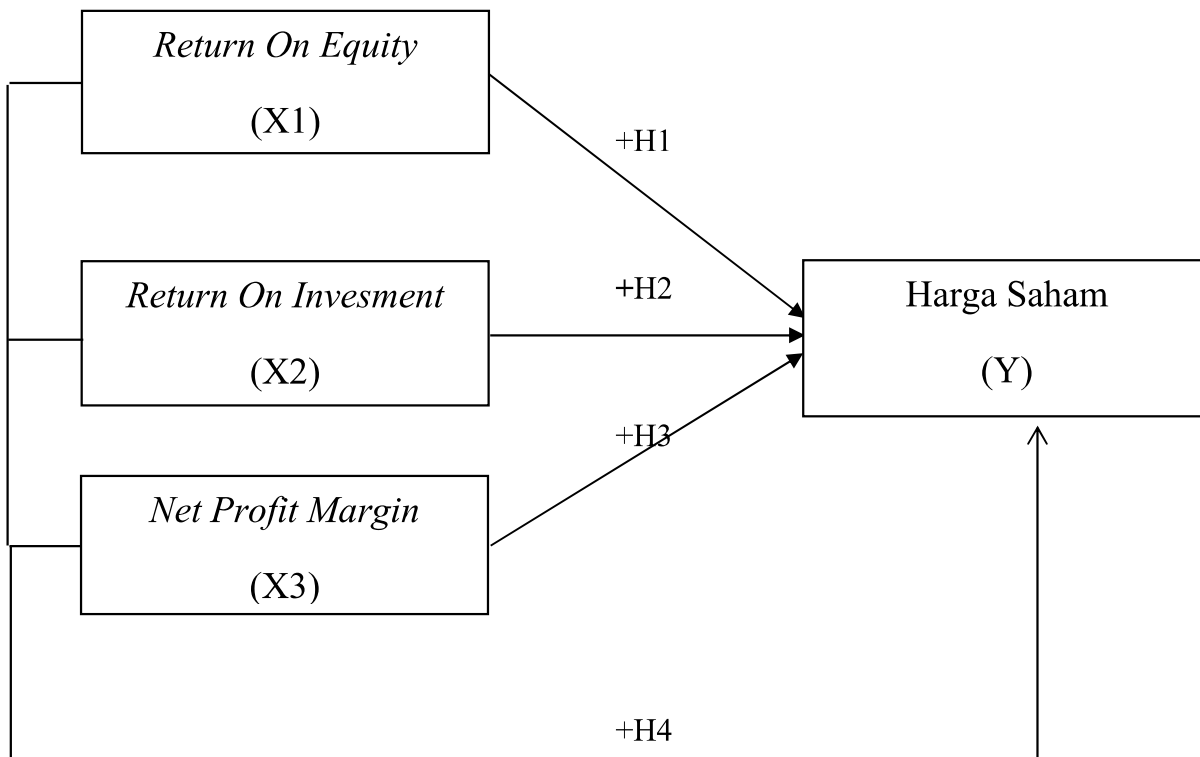 Return On Equity
(X1)
+H1
Return On Invesment
(X2)
+H2
Harga Saham
(Y)
+H3
Net Profit Margin
(X3)
+H4